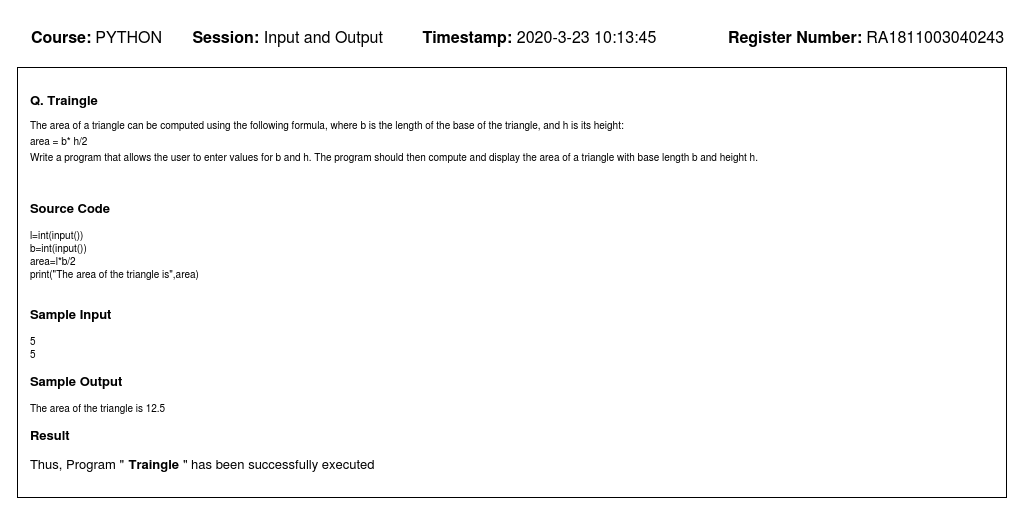 Course: PYTHON Session: Input and Output Timestamp: 2020-3-23 10:13:45 Register Number: RA1811003040243
Q. Traingle
The area of a triangle can be computed using the following formula, where b is the length of the base of the triangle, and h is its height:
area = b* h/2
Write a program that allows the user to enter values for b and h. The program should then compute and display the area of a triangle with base length b and height h.
Source Code
l=int(input())
b=int(input())
area=l*b/2
print("The area of the triangle is",area)
Sample Input
5
5
Sample Output
The area of the triangle is 12.5
Result
Thus, Program " Traingle " has been successfully executed